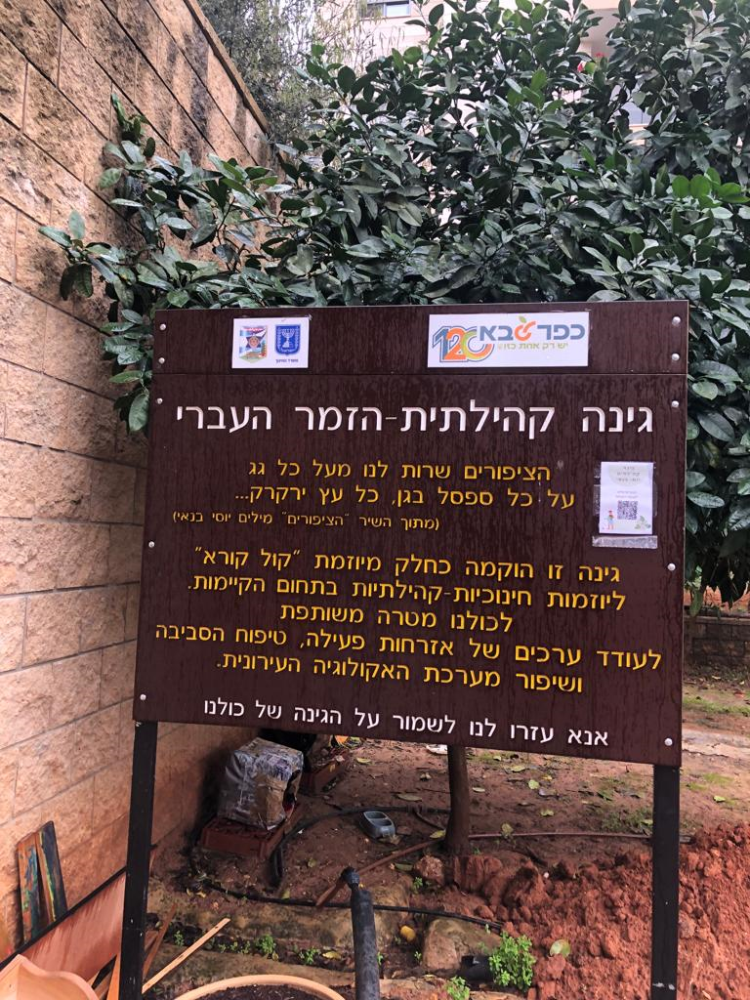 משרד החינוך
כפר סבא 120
יש רק אחת כזו
גינה קהילתית-הזמר העברי
הציפורים שרות לנו מעל כל גג
על כל ספסל בגן, כל עץ ירקרק...
(מתוך השיר "הציפורים" מילים יוסי בנאי)
גינה זו הוקמה כחלק מיוזמת "קול קורא"
ליוזמות חינוכיות-קהילתיות בתחום הקיימות.
לכולנו מטרה משותפת
לעודד ערכים של אזרחות פעילה, טיפוח הסביבה
ושיפור מערכת האקולוגיה העירונית.
אנא עזרו לנו לשמור על הגינה של כולנו